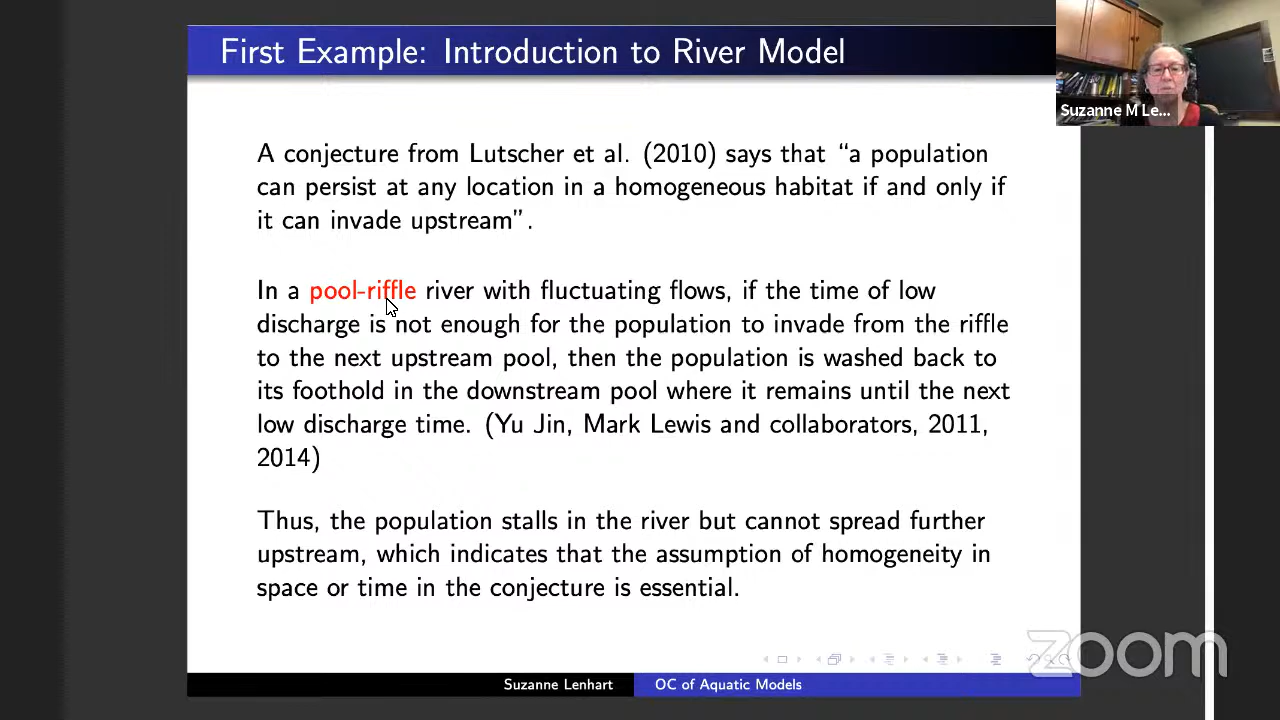 First Example: Introduction to River Model
Suzanne M Le...
A conjecture from Lutscher et al. (2010) says that “a population
can persist at any location in a homogeneous habitat if and only if
it can invade upstream”.
In a pool-riffle river with fluctuating flows, if the time of low
discharge is not enough for the population to invade from the riffle
to the next upstream pool, then the population is washed back to
its foothold in the downstream pool where it remains until the next
low discharge time. (Yu Jin, Mark Lewis and collaborators, 2011,
2014)
Thus, the population stalls in the river but cannot spread further
upstream, which indicates that the assumption of homogeneity in
space or time in the conjecture is essential.
zoom
Suzanne Lenhart
OC of Aquatic Models